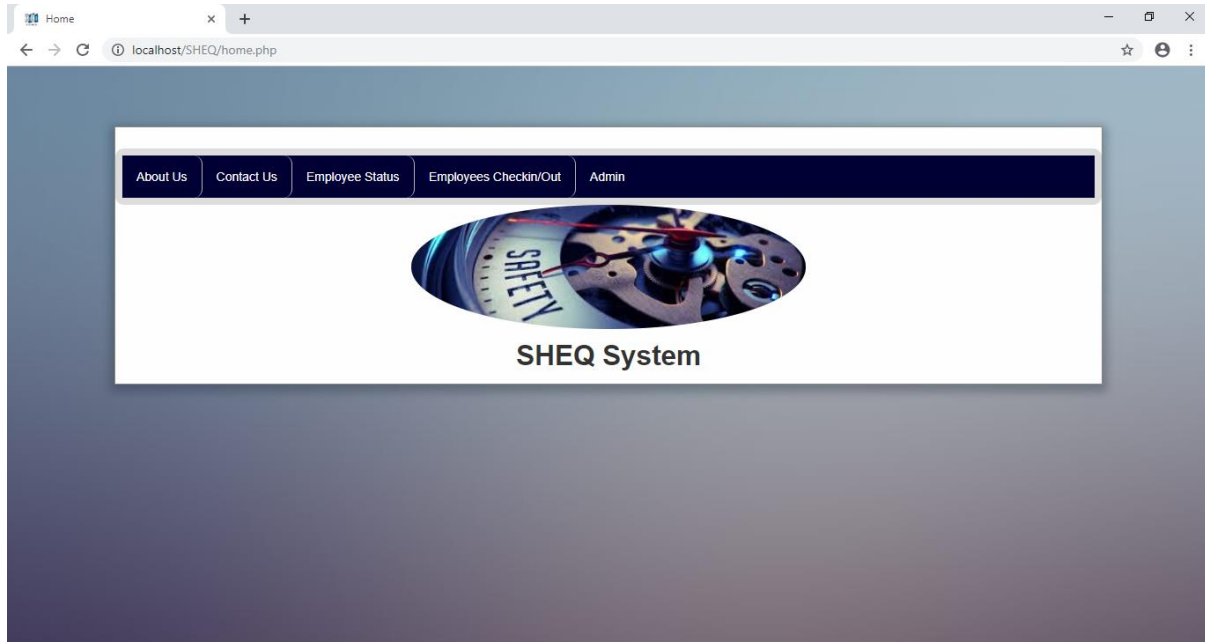 Home
localhost/SHEQ/home.php
About Us
Contact Us
Employee Status
Employees Checkin/Out
Admin
SAFETY
SHEQ System